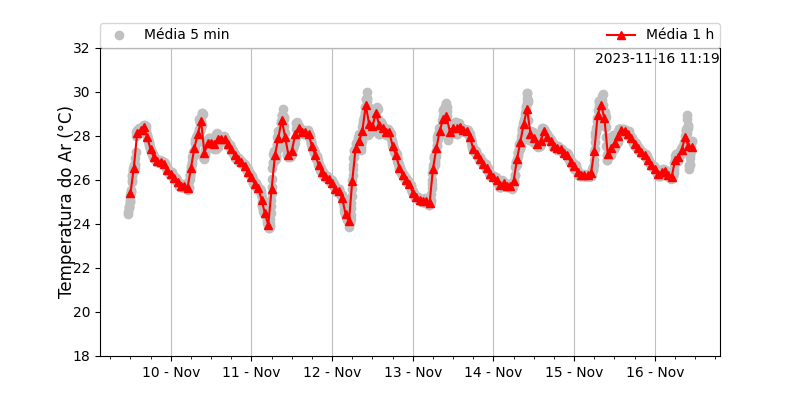 Média 5 min
Média 1 h
2023-11-16 11:19
Temperatura do Ar (°C)
32
30
28
26
24
22
20
18
10 - Nov
11 - Nov
12 - Nov
13 - Nov
14 - Nov
15 - Nov
16 - Nov